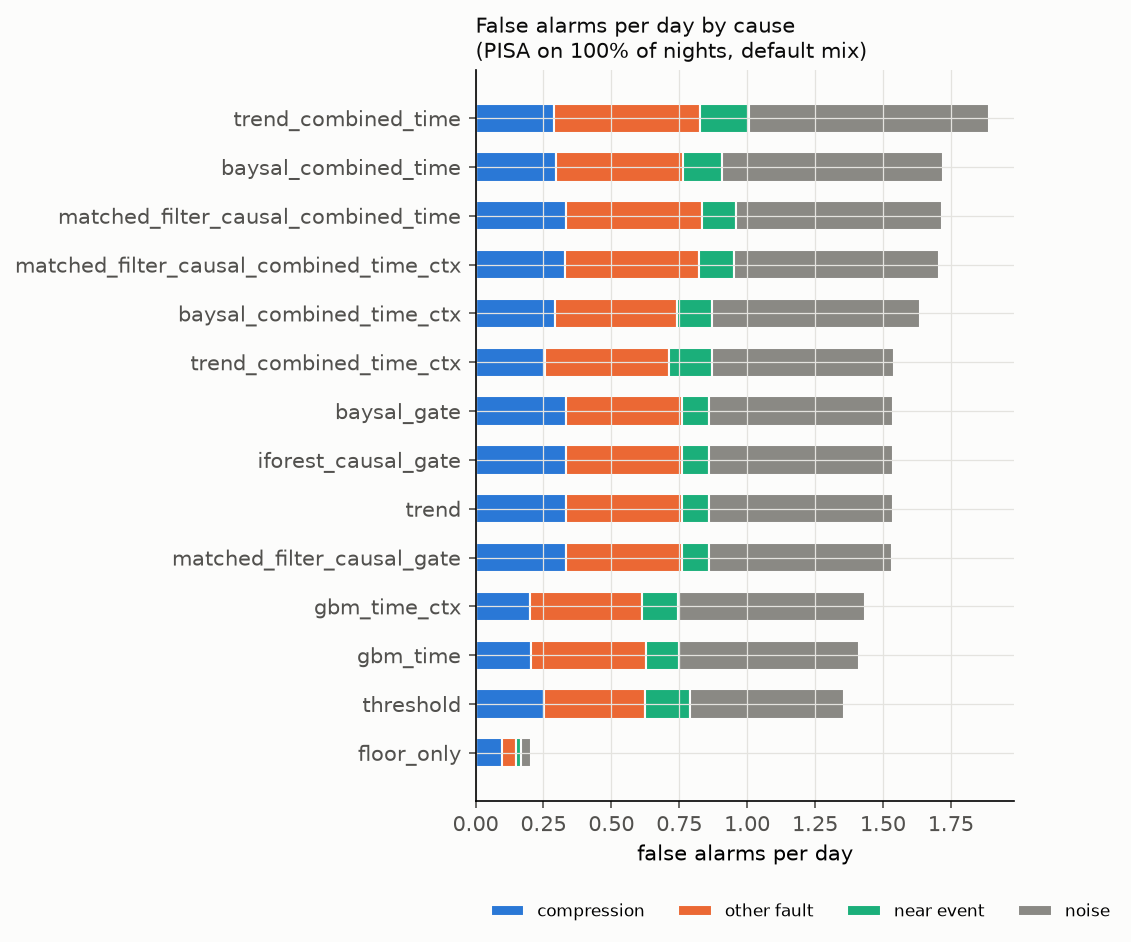 False alarms per day by cause
(PISA on 100% of nights, default mix)
trend_combined_time
baysal_combined_time
matched_filter_causal_combined_time
matched_filter_causal_combined_time_ctx
baysal_combined_time_ctx
trend_combined_time_ctx
baysal_gate
iforest_causal_gate
trend
matched_filter_causal_gate
gbm_time_ctx
gbm_time
threshold
floor_only
0.00 0.25 0.50 0.75 1.00 1.25 1.50 1.75
false alarms per day
compression other fault near event noise